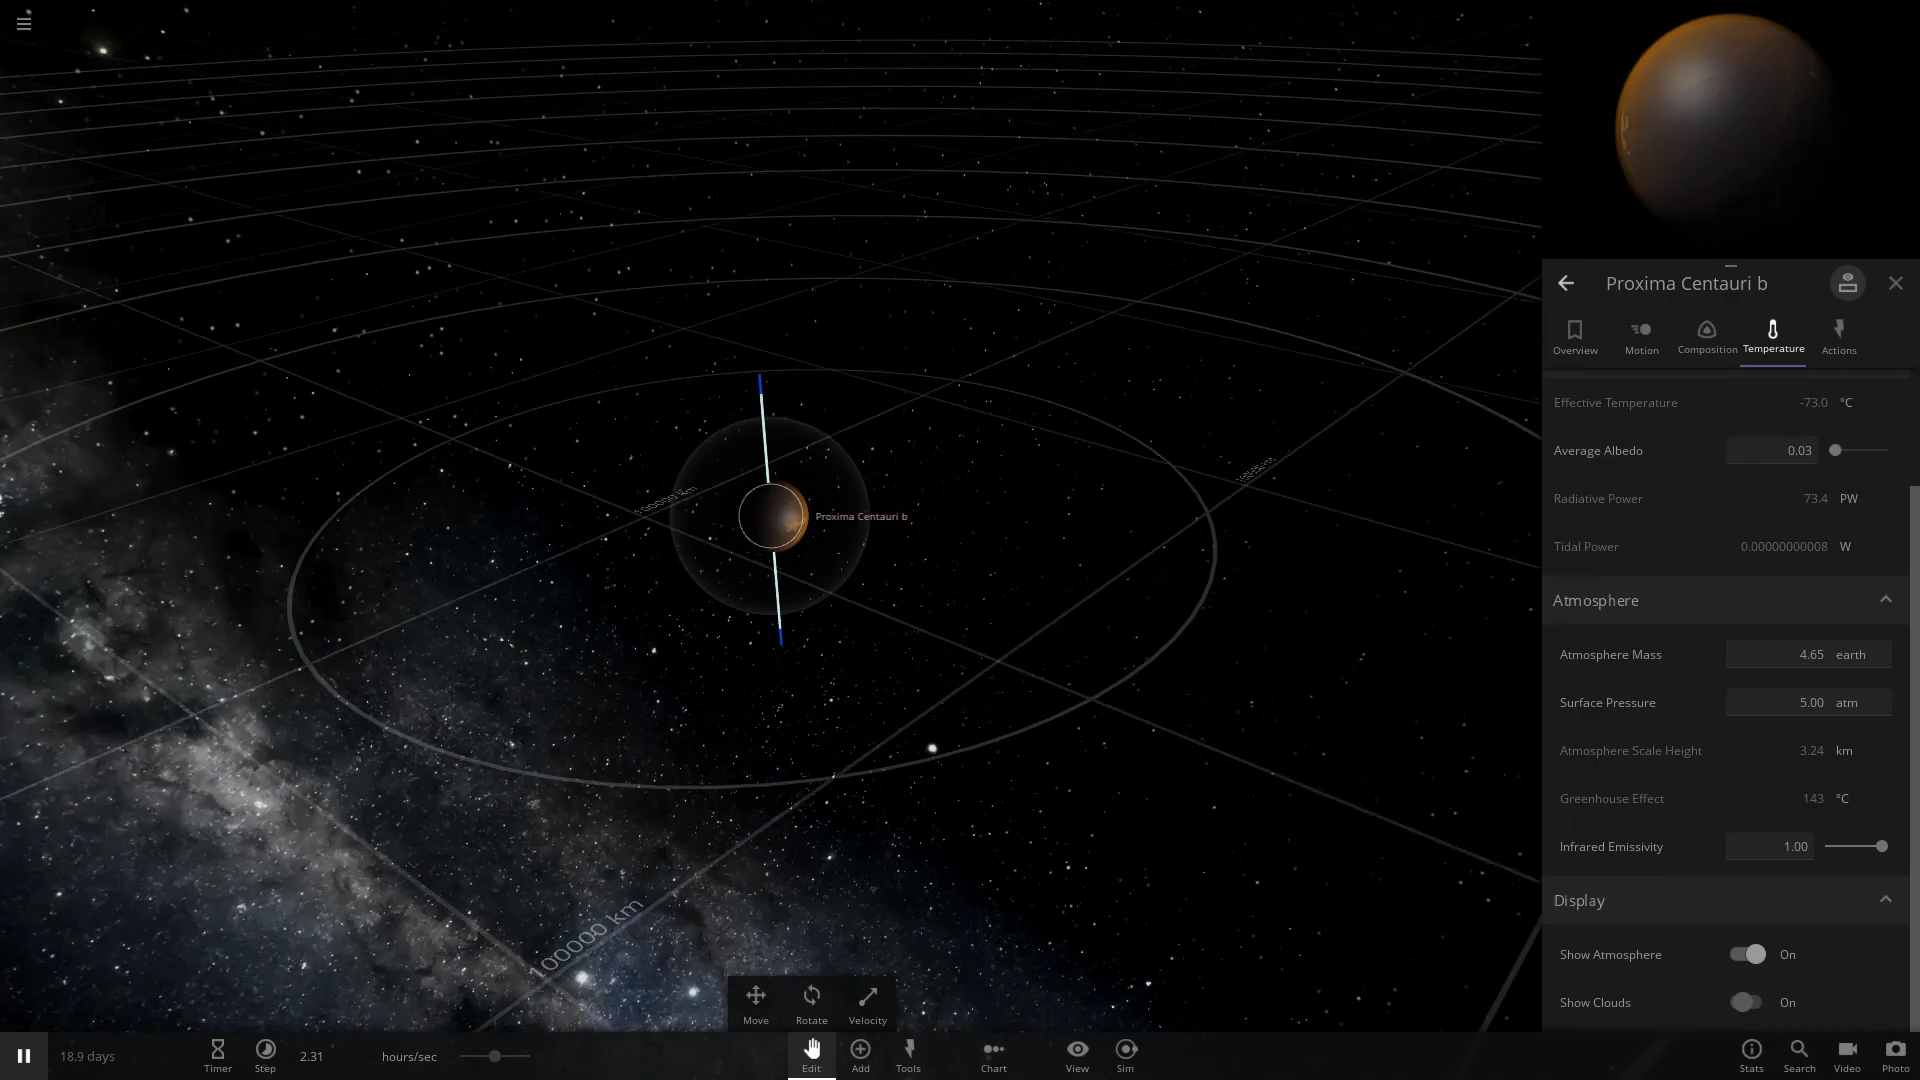 Proxima Centauri b
Overview
Motion
Composition
Temperature
Actions
Effective Temperature -73.0 °C
Average Albedo 0.03
Radiative Power 73.4 PW
Tidal Power 0.00000000008 W
Atmosphere
Atmosphere Mass 4.65 earth
Surface Pressure 5.00 atm
Atmosphere Scale Height 3.24 km
Greenhouse Effect 143 °C
Infrared Emissivity 1.00
Display
Show Atmosphere On
Show Clouds On
Proxima Centauri b
100000 km
Move
Rotate
Velocity
18.9 days
Timer
Step
2.31
hours/sec
Edit
Add
Tools
Chart
View
Sim
Stats
Search
Video
Photo